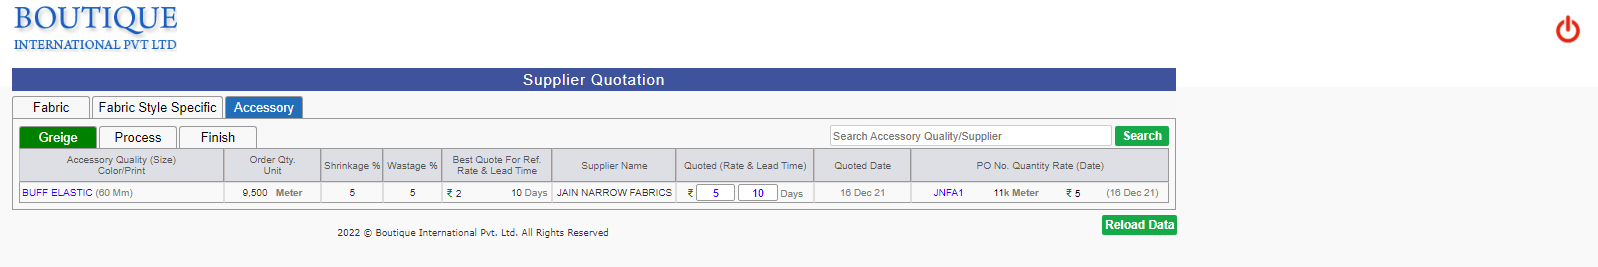 BOUTIQUE
INTERNATIONAL PVT LTD
Supplier Quotation
Fabric Fabric Style Specific Accessory
Greige Process Finish Search Accessory Quality/Supplier Search
Accessory Quality (Size) Color/Print Order Qty. Unit Shrinkage % Wastage % Best Quote For Ref. Rate & Lead Time Supplier Name Quoted (Rate & Lead Time) Quoted Date PO No. Quantity Rate (Date)
BUFF ELASTIC (60 Mm) 9,500 Meter 5 5 ₹ 2 10 Days JAIN NARROW FABRICS ₹ 5 10 Days 16 Dec 21 JNFA1 11k Meter ₹ 5 (16 Dec 21)
Reload Data
2022 © Boutique International Pvt. Ltd. All Rights Reserved